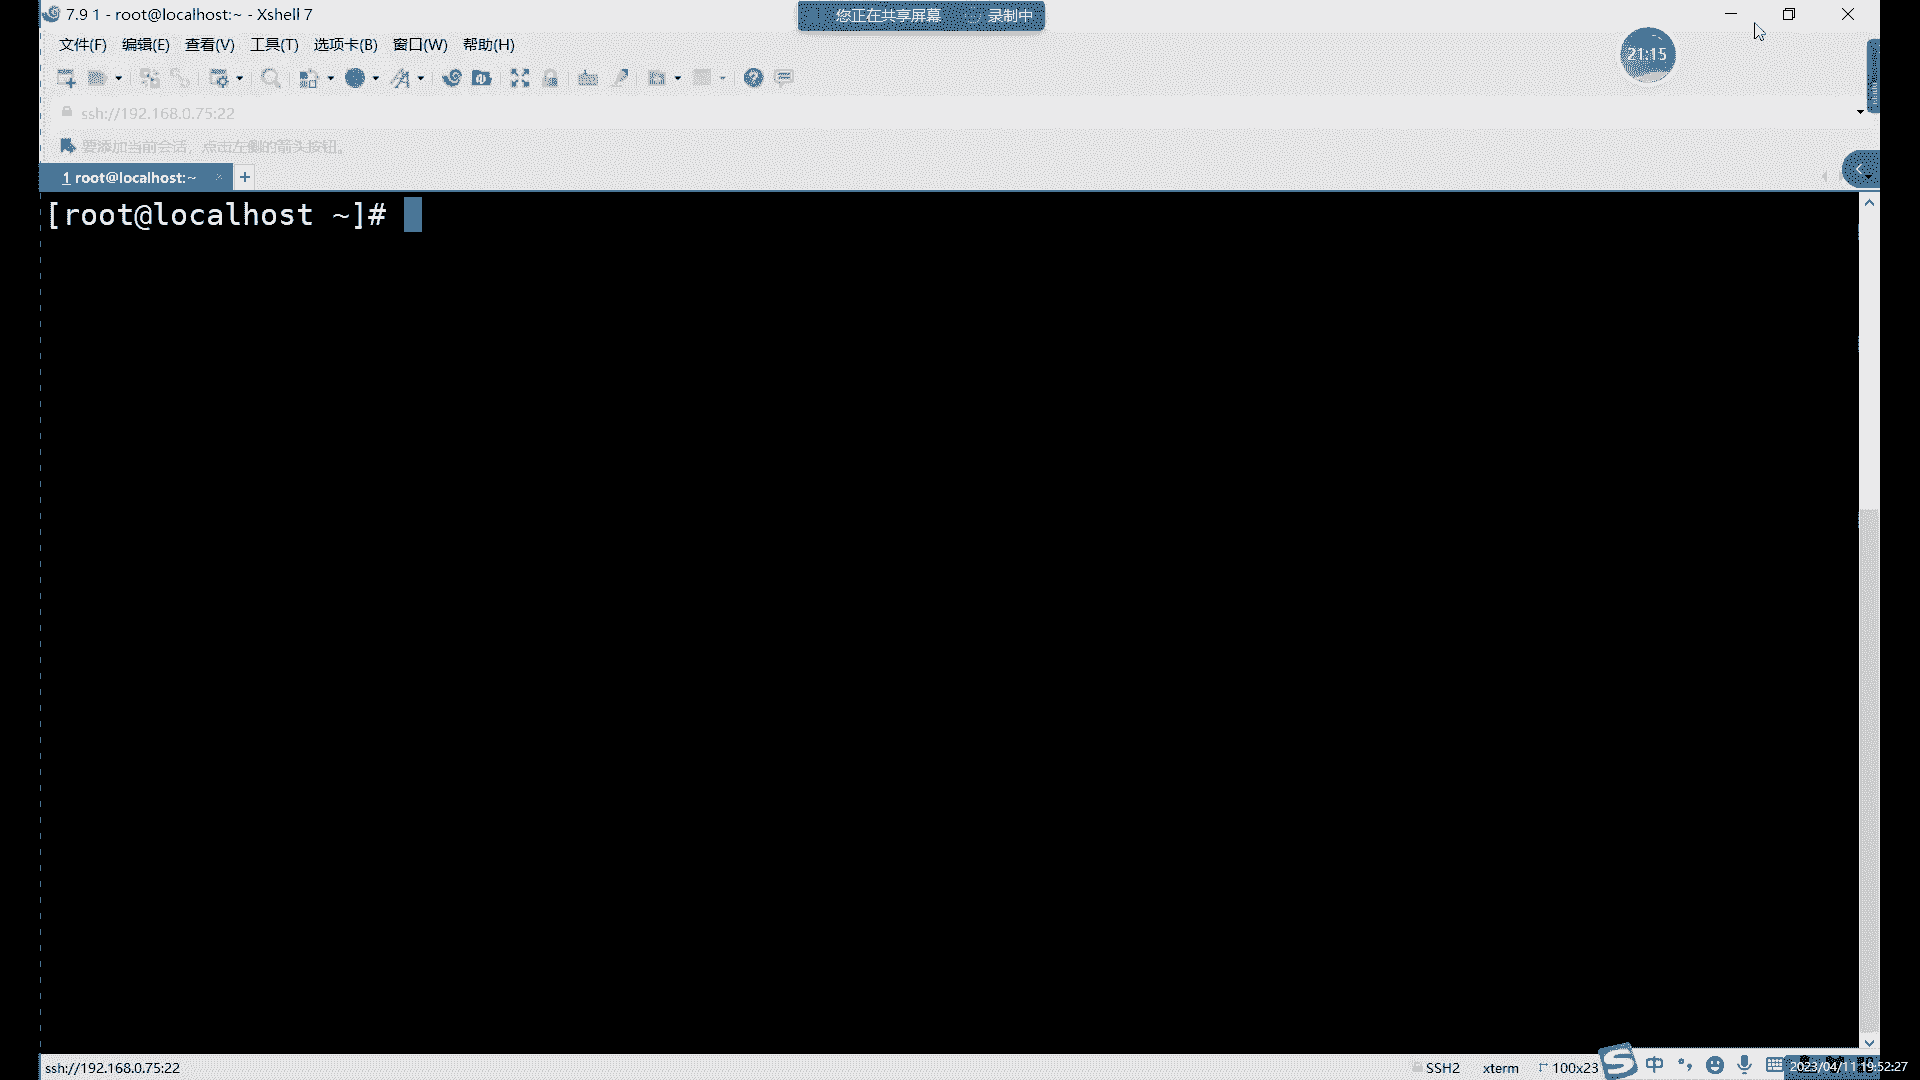 7.9 1 - root@localhost:~ - Xshell 7
您正在共享屏幕 录制中
文件(F) 编辑(E) 查看(V) 工具(T) 选项卡(B) 窗口(W) 帮助(H)
21:15
ssh://192.168.0.75:22
要添加当前会话，点击左侧的箭头按钮。
1 root@localhost:~ × +
[root@localhost ~]#
ssh://192.168.0.75:22
SSH2 xterm 100x23 中 2023/04/11 19:52:27